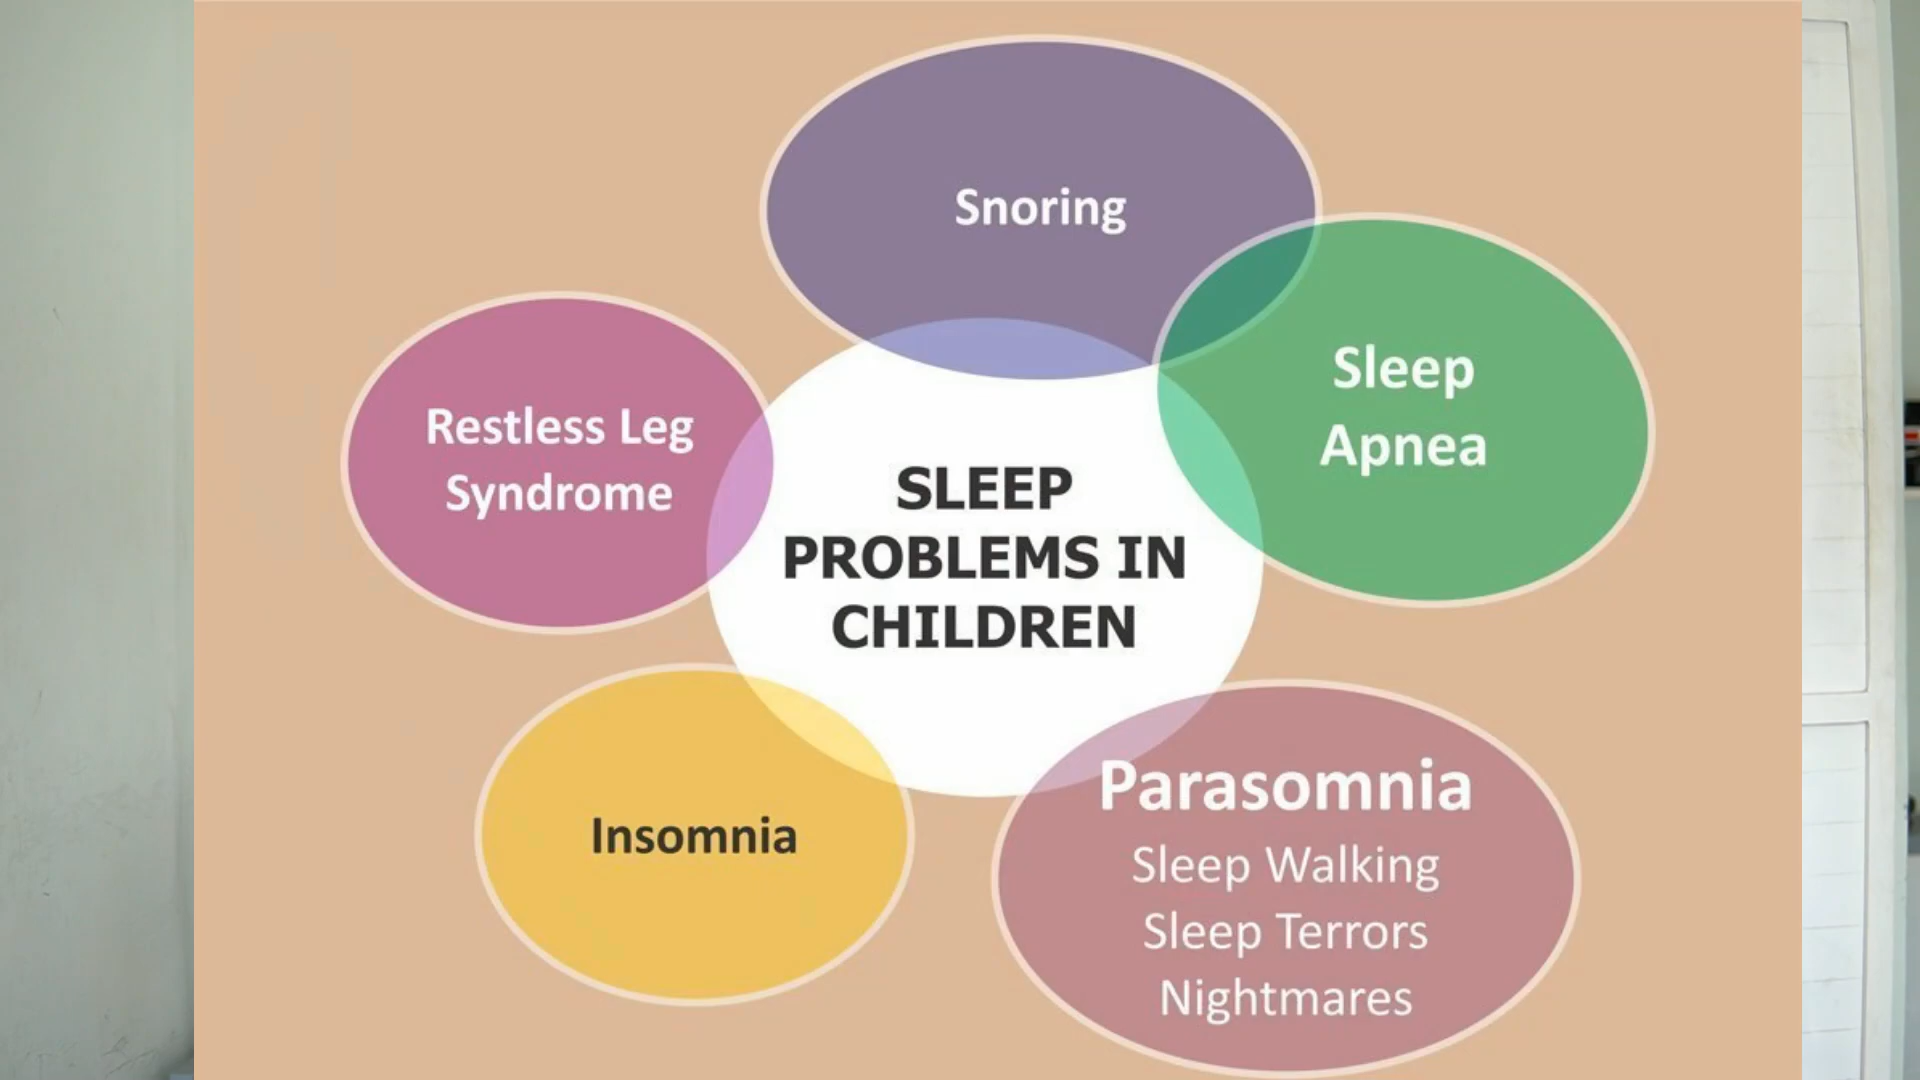 Snoring
Sleep
Apnea
Restless Leg
Syndrome
SLEEP
PROBLEMS IN
CHILDREN
Insomnia
Parasomnia
Sleep Walking
Sleep Terrors
Nightmares